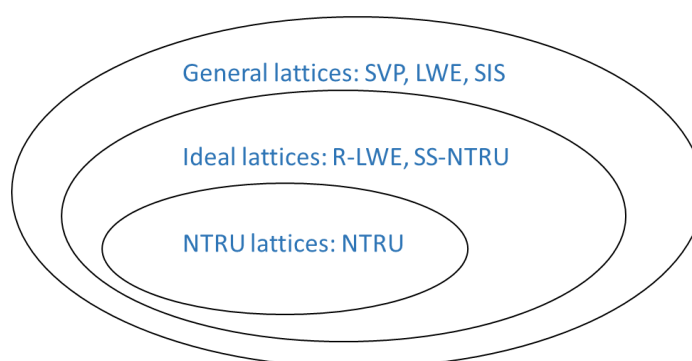 General lattices: SVP, LWE, SIS
Ideal lattices: R-LWE, SS-NTRU
NTRU lattices: NTRU